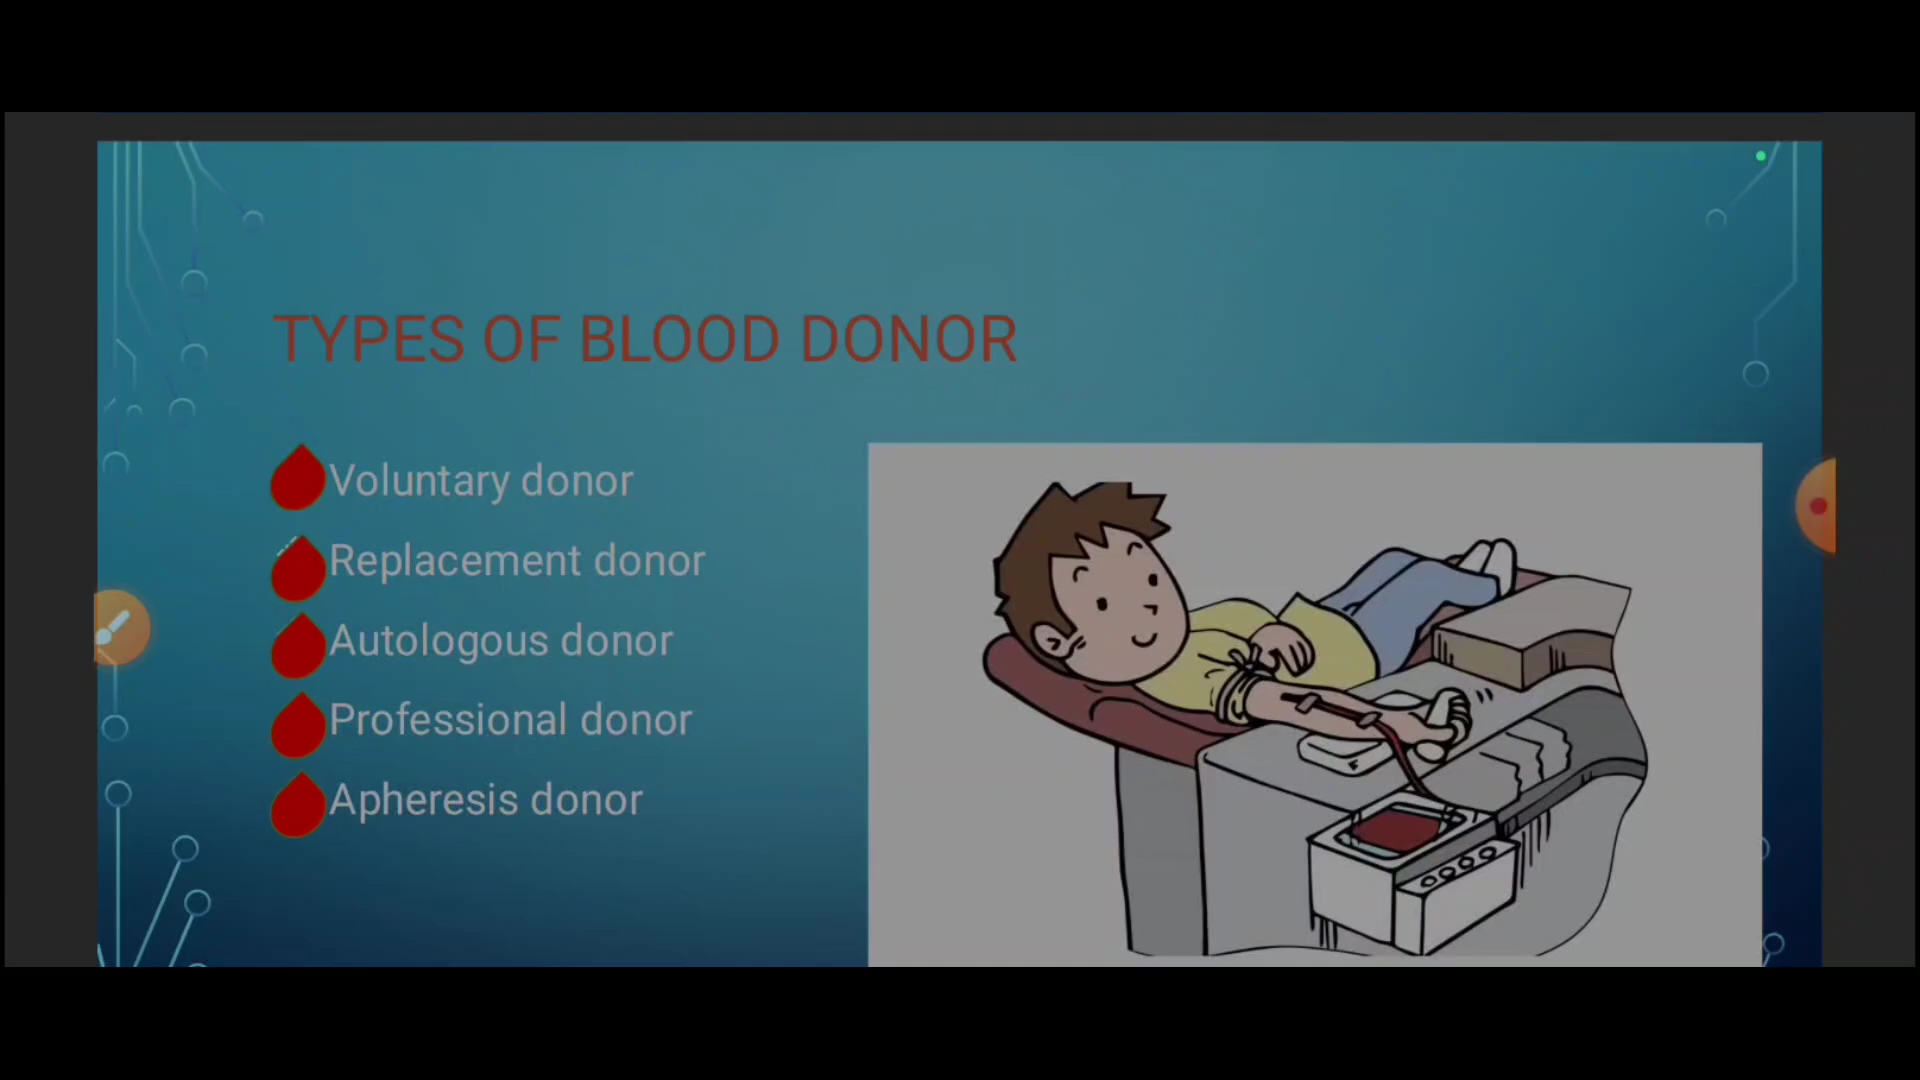 TYPES OF BLOOD DONOR
Voluntary donor
Replacement donor
Autologous donor
Professional donor
Apheresis donor